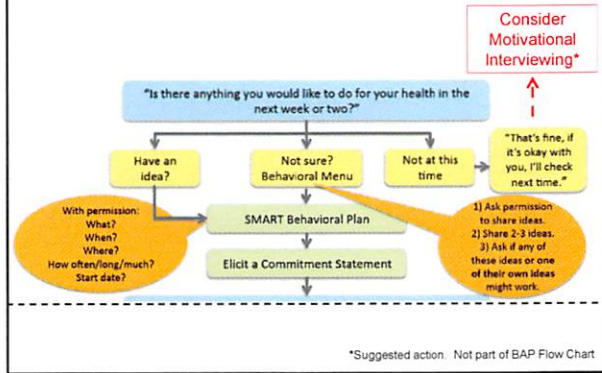 Consider
Motivational
Interviewing*
"Is there anything you would like to do for your health in the
next week or two?"
Have an
idea?
Not sure?
Behavioral Menu
Not at this
time
"That's fine, if
it's okay with
you, I'll check
next time."
With permission:
What?
When?
Where?
How often/long/much?
Start date?
SMART Behavioral Plan
Elicit a Commitment Statement
1) Ask permission
to share ideas.
2) Share 2-3 ideas.
3) Ask if any of
these ideas or one
of their own ideas
might work.
*Suggested action. Not part of BAP Flow Chart